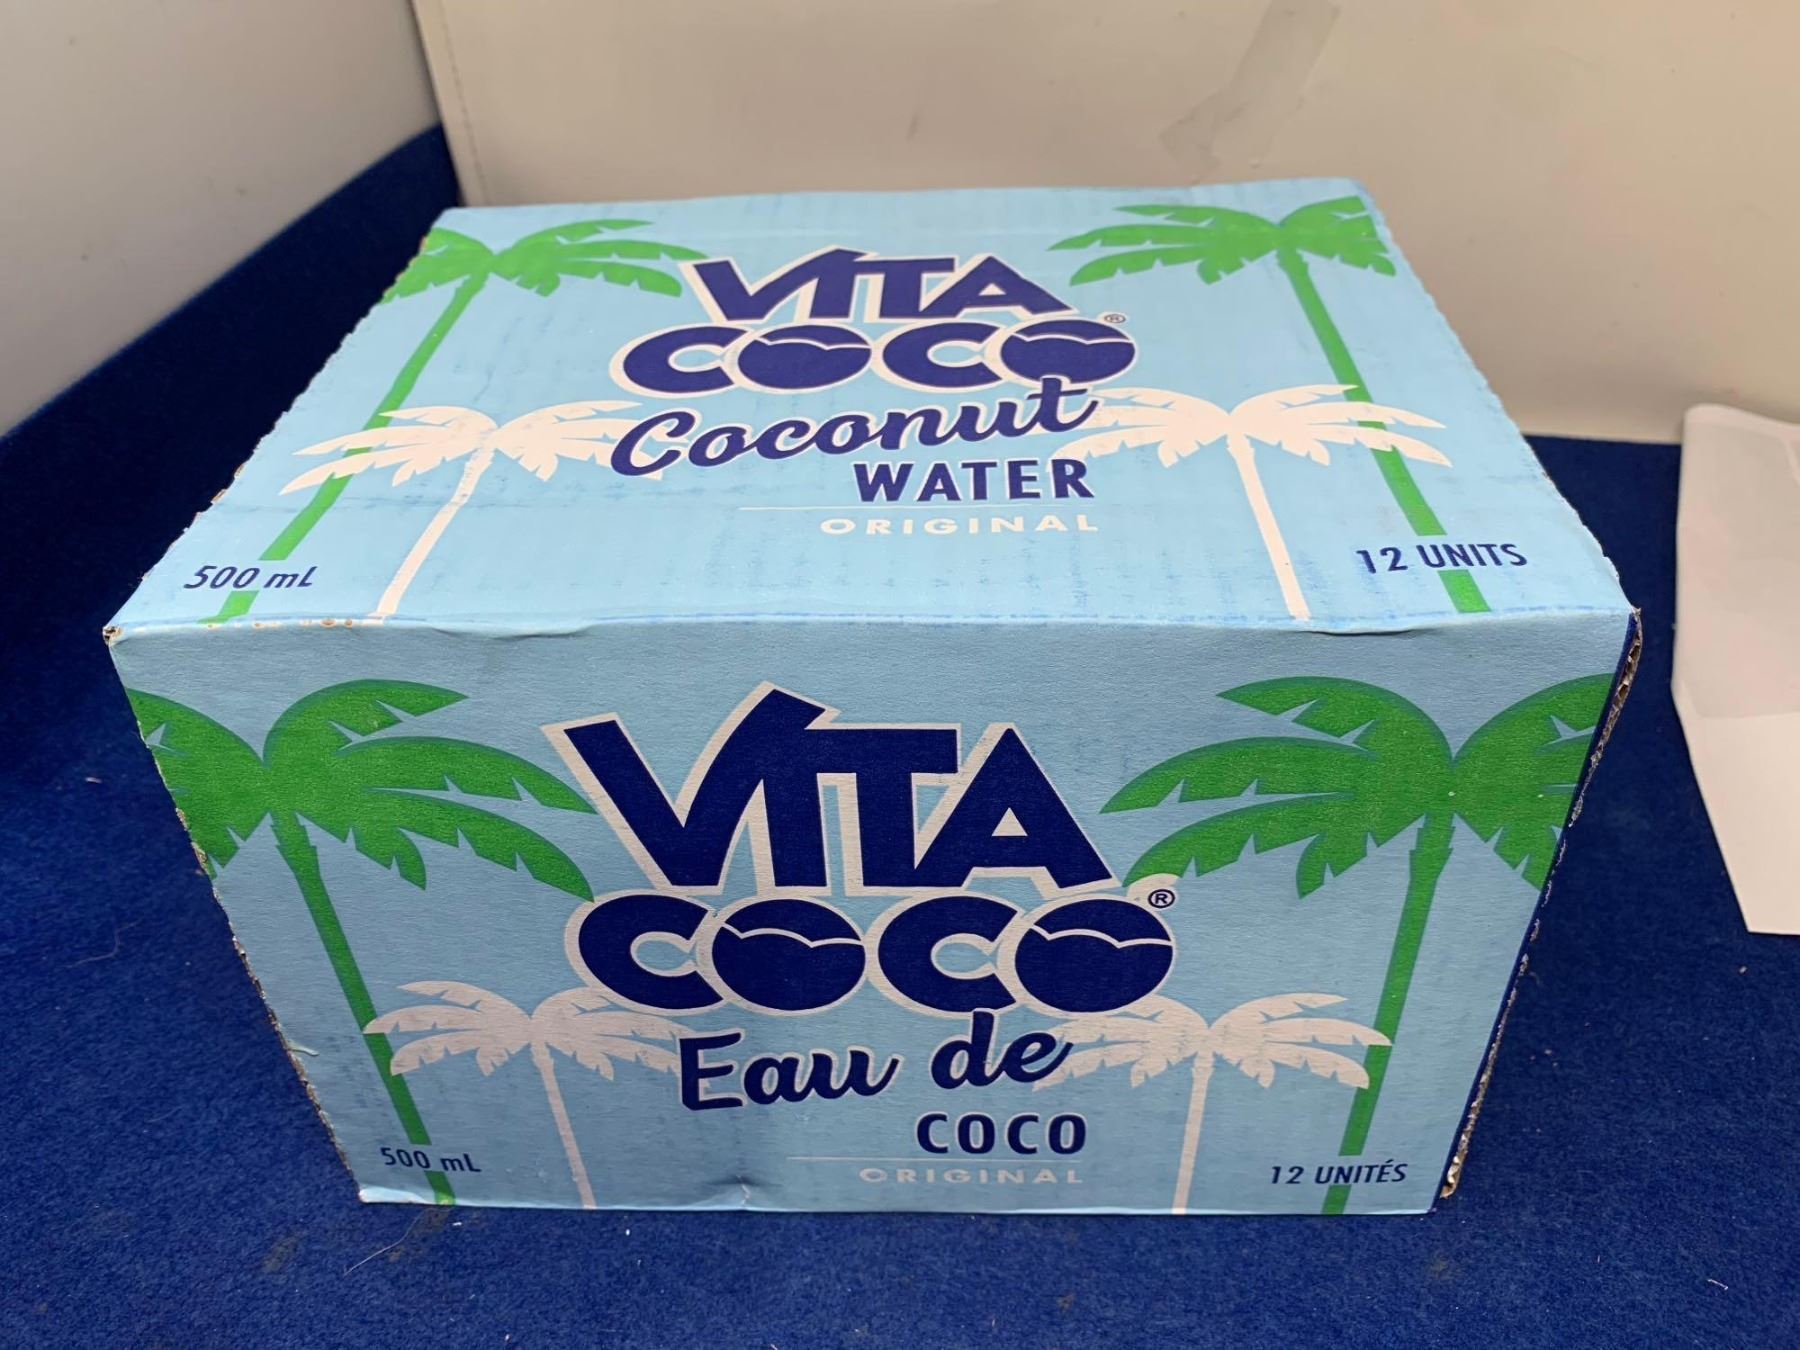 VITA
COCO®
Coconut
WATER
ORIGINAL
500 mL
12 UNITS
VITA
COCO®
Eau de
COCO
ORIGINAL
500 mL
12 UNITÉS